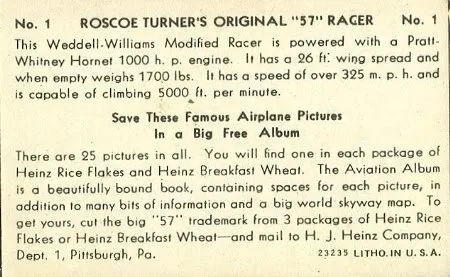 No. 1 ROSCOE TURNER'S ORIGINAL "57" RACER No. 1
This Weddell-Williams Modified Racer is powered with a Pratt-
Whitney Hornet 1000 h. p. engine. It has a 26 ft. wing spread and
when empty weighs 1700 lbs. It has a speed of over 325 m. p. h. and
is capable of climbing 5000 ft. per minute.
Save These Famous Airplane Pictures
In a Big Free Album
There are 25 pictures in all. You will find one in each package of
Heinz Rice Flakes and Heinz Breakfast Wheat. The Aviation Album
is a beautifully bound book, containing spaces for each picture, in
addition to many bits of information and a big world skyway map. To
get yours, cut the big "57" trademark from 3 packages of Heinz Rice
Flakes or Heinz Breakfast Wheat—and mail to H. J. Heinz Company,
Dept. 1, Pittsburgh, Pa. 23235 LITHO. IN U. S. A.